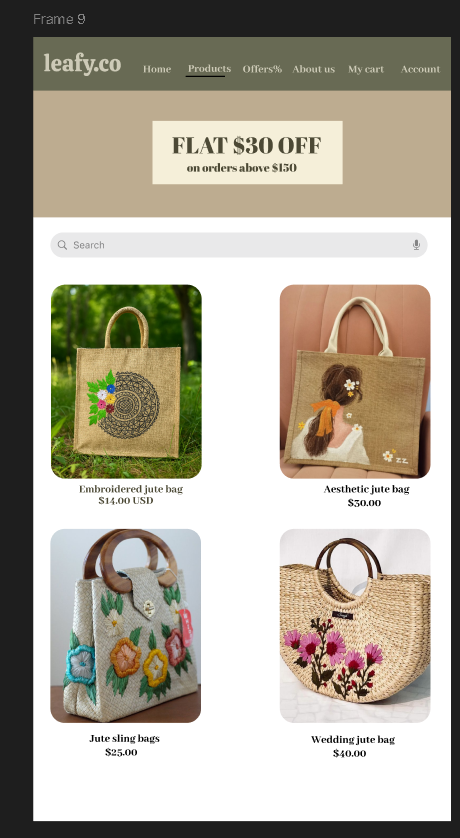 Frame 9
leafy.co
Home Products Offers% About us My cart Account
FLAT $30 OFF
on orders above $150
Search
Embroidered jute bag
$14.00 USD
Aesthetic jute bag
$30.00
Jute sling bags
$25.00
Wedding jute bag
$40.00